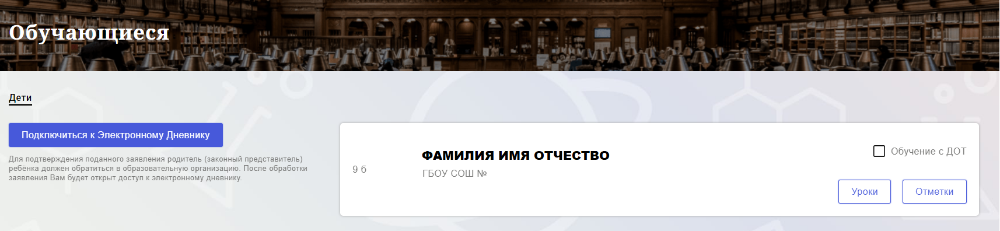 Обучающиеся
Дети
Подключиться к Электронному Дневнику
Для подтверждения поданного заявления родитель (законный представитель)
ребёнка должен обратиться в образовательную организацию. После обработки
заявления Вам будет открыт доступ к электронному дневнику.
9 б
ФАМИЛИЯ ИМЯ ОТЧЕСТВО
ГБОУ СОШ №
Обучение с ДОТ
Уроки
Отметки